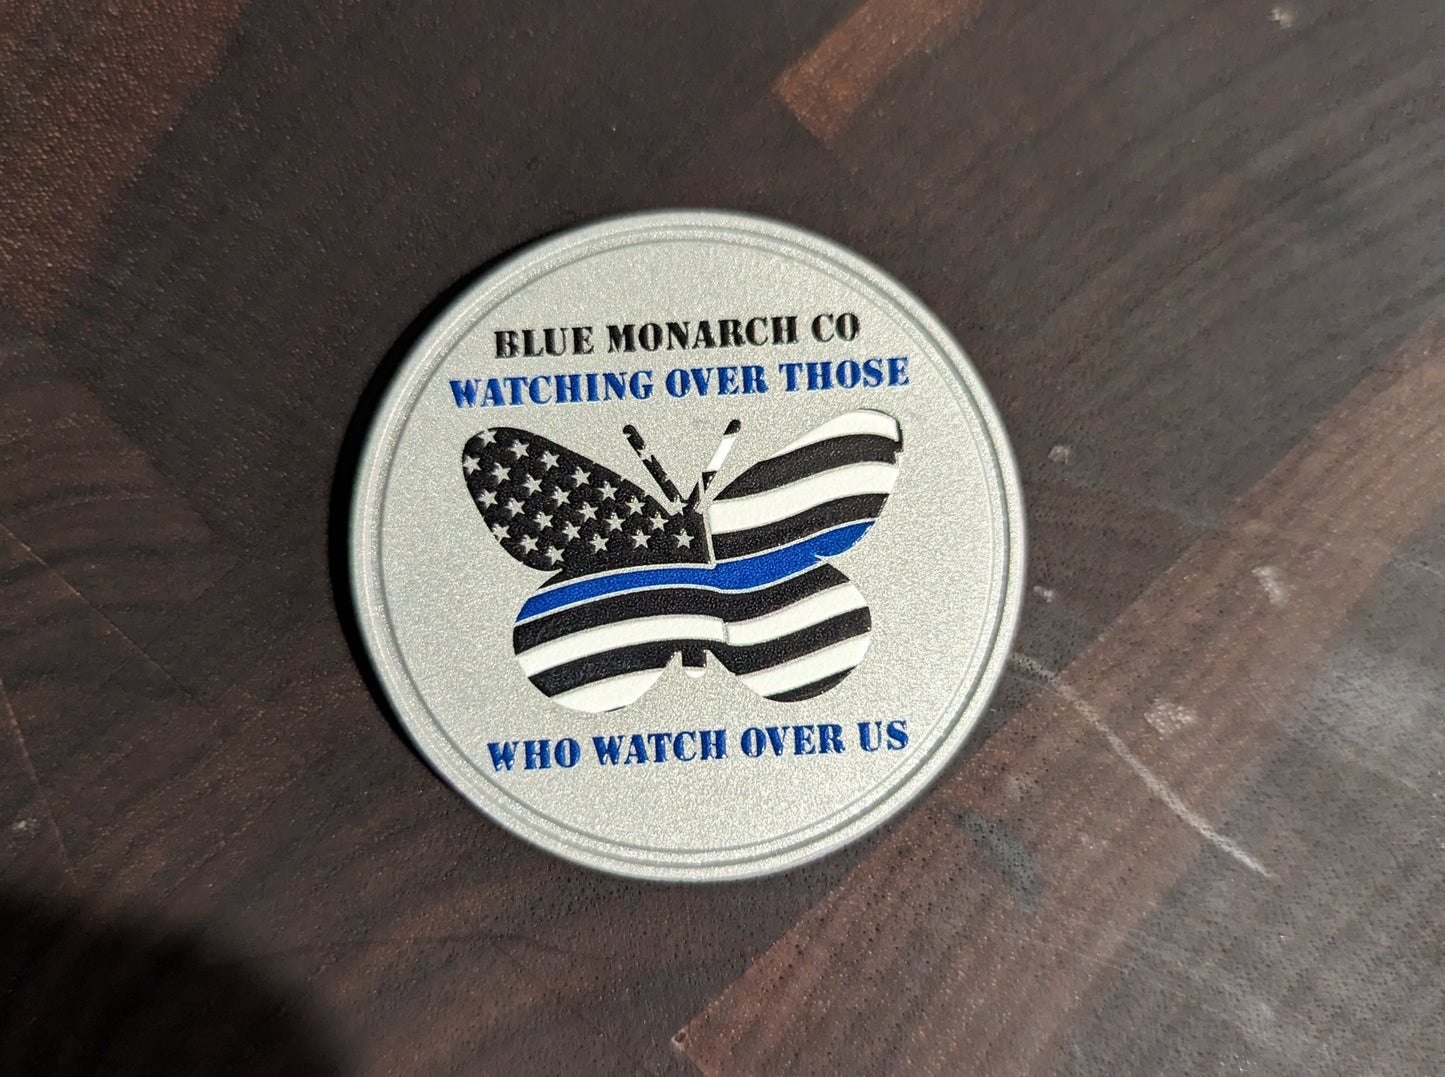 BLUE MONARCH CO
WATCHING OVER THOSE
WHO WATCH OVER US